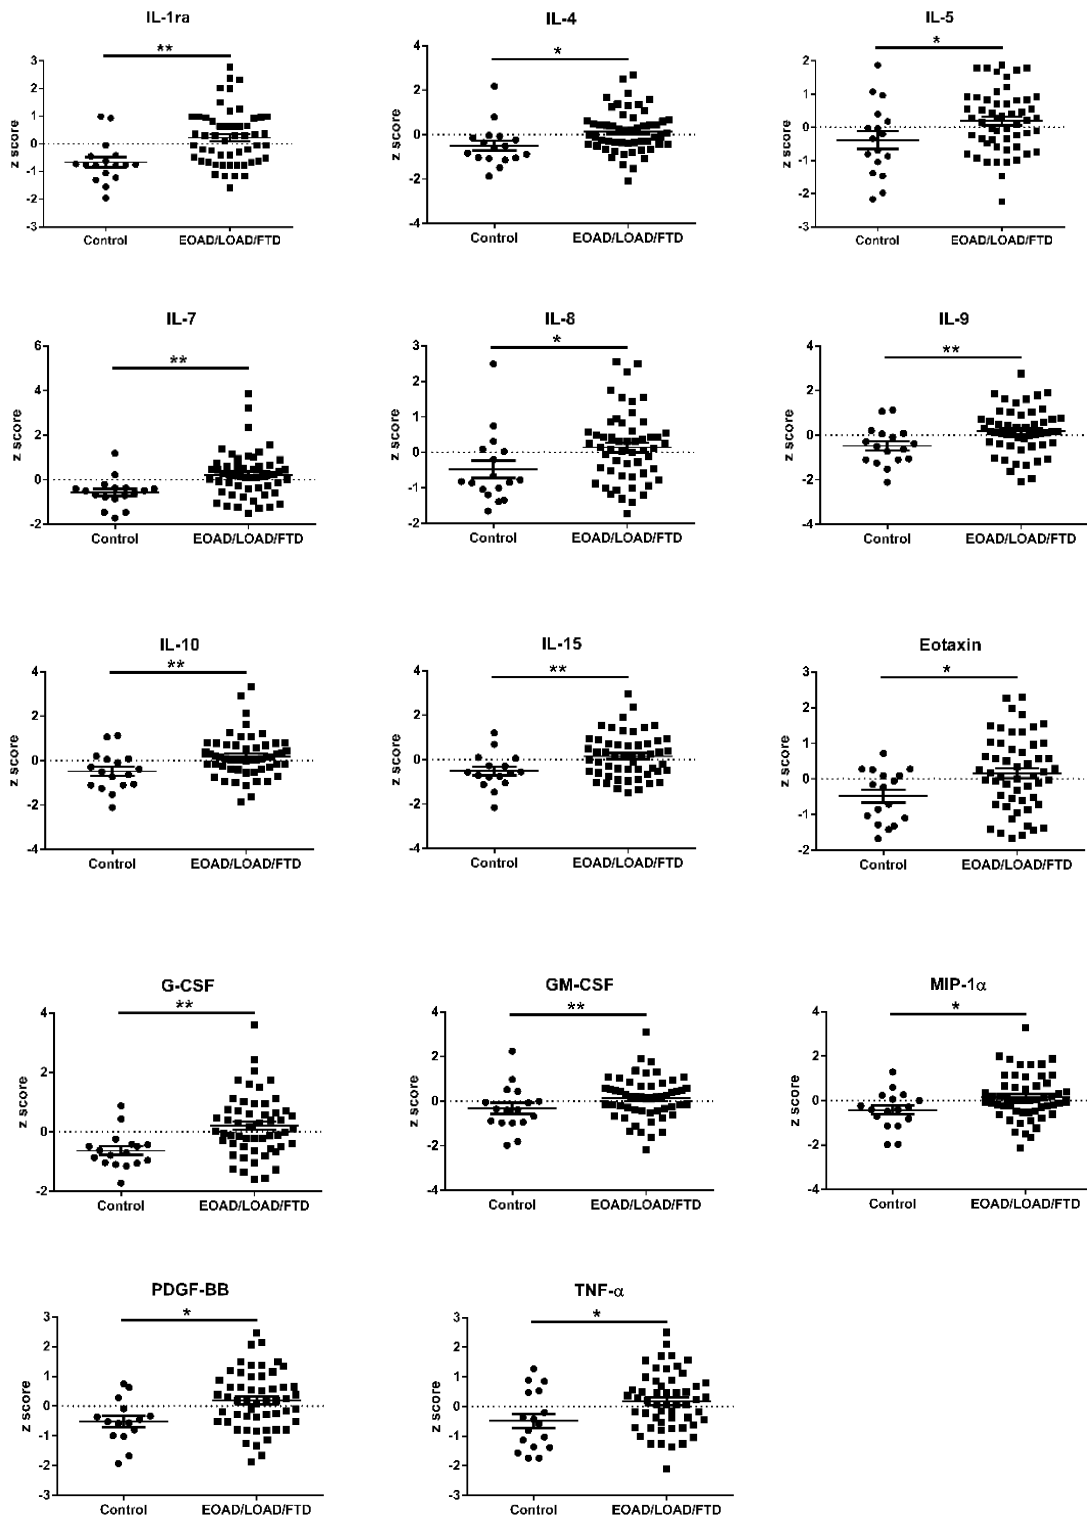 IL-1ra
**
3
2
1
0
-1
-2
-3
z score
Control
EOAD/LOAD/FTD
IL-4
*
4
2
0
-2
-4
z score
Control
EOAD/LOAD/FTD
IL-5
*
2
1
0
-1
-2
-3
z score
Control
EOAD/LOAD/FTD
IL-7
**
6
4
2
0
-2
z score
Control
EOAD/LOAD/FTD
IL-8
*
3
2
1
0
-1
-2
z score
Control
EOAD/LOAD/FTD
IL-9
**
4
2
0
-2
-4
z score
Control
EOAD/LOAD/FTD
IL-10
**
4
2
0
-2
-4
z score
Control
EOAD/LOAD/FTD
IL-15
**
4
2
0
-2
-4
z score
Control
EOAD/LOAD/FTD
Eotaxin
*
3
2
1
0
-1
-2
z score
Control
EOAD/LOAD/FTD
G-CSF
**
4
2
0
-2
z score
Control
EOAD/LOAD/FTD
GM-CSF
**
4
2
0
-2
-4
z score
Control
EOAD/LOAD/FTD
MIP-1α
*
4
2
0
-2
-4
z score
Control
EOAD/LOAD/FTD
PDGF-BB
*
3
2
1
0
-1
-2
-3
z score
Control
EOAD/LOAD/FTD
TNF-α
*
3
2
1
0
-1
-2
-3
z score
Control
EOAD/LOAD/FTD